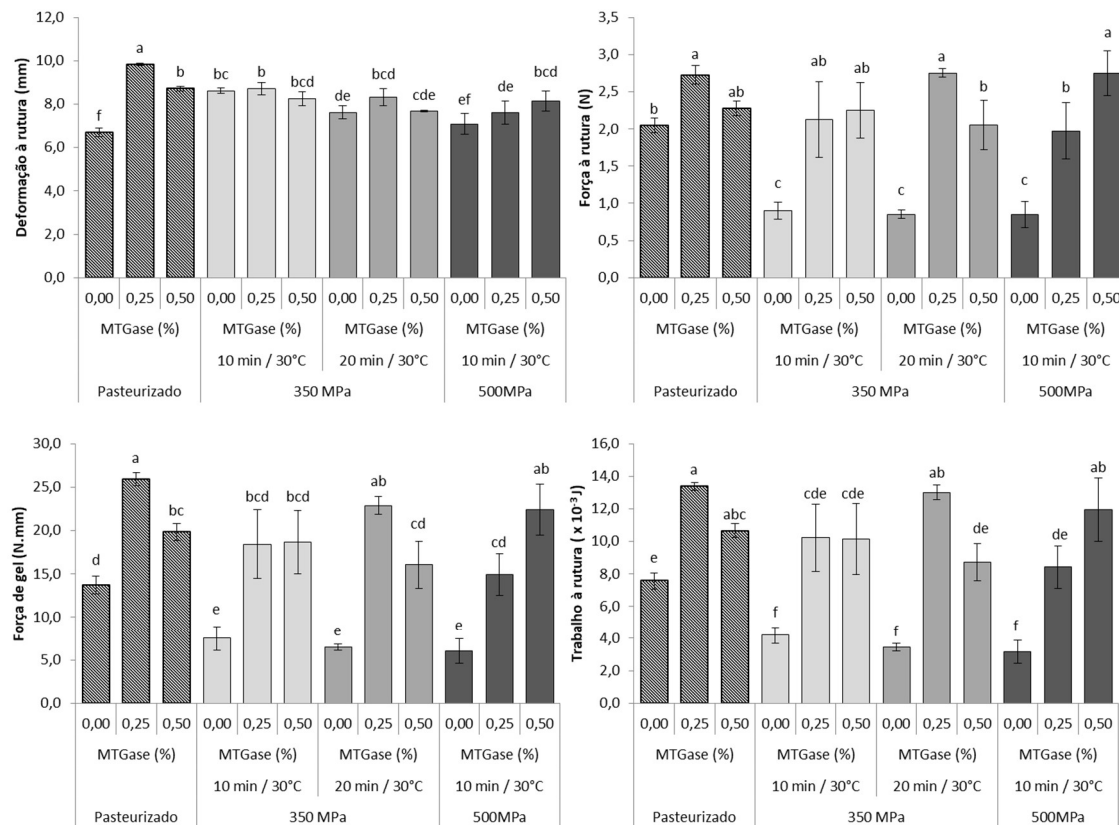 Deformação à rutura (mm)
12,0
10,0
8,0
6,0
4,0
2,0
0,0
f a b bc b bcd de bcd cde ef de bcd
0,00 0,25 0,50 0,00 0,25 0,50 0,00 0,25 0,50 0,00 0,25 0,50
MTGase (%) MTGase (%) MTGase (%) MTGase (%)
10 min / 30°C 20 min / 30°C 10 min / 30°C
Pasteurizado 350 MPa 500MPa
Força à rutura (N)
3,5
3,0
2,5
2,0
1,5
1,0
0,5
0,0
b a ab c ab ab c a b c ab a
0,00 0,25 0,50 0,00 0,25 0,50 0,00 0,25 0,50 0,00 0,25 0,50
MTGase (%) MTGase (%) MTGase (%) MTGase (%)
10 min / 30°C 20 min / 30°C 10 min / 30°C
Pasteurizado 350 MPa 500MPa
Força de gel (N.mm)
30,0
25,0
20,0
15,0
10,0
5,0
0,0
d a bc e bcd bcd e ab cd e cd ab
0,00 0,25 0,50 0,00 0,25 0,50 0,00 0,25 0,50 0,00 0,25 0,50
MTGase (%) MTGase (%) MTGase (%) MTGase (%)
10 min / 30°C 20 min / 30°C 10 min / 30°C
Pasteurizado 350 MPa 500MPa
Trabalho à rutura ( x 10⁻³ J)
16,0
14,0
12,0
10,0
8,0
6,0
4,0
2,0
0,0
e a abc f cde cde f ab de f de ab
0,00 0,25 0,50 0,00 0,25 0,50 0,00 0,25 0,50 0,00 0,25 0,50
MTGase (%) MTGase (%) MTGase (%) MTGase (%)
10 min / 30°C 20 min / 30°C 10 min / 30°C
Pasteurizado 350 MPa 500MPa